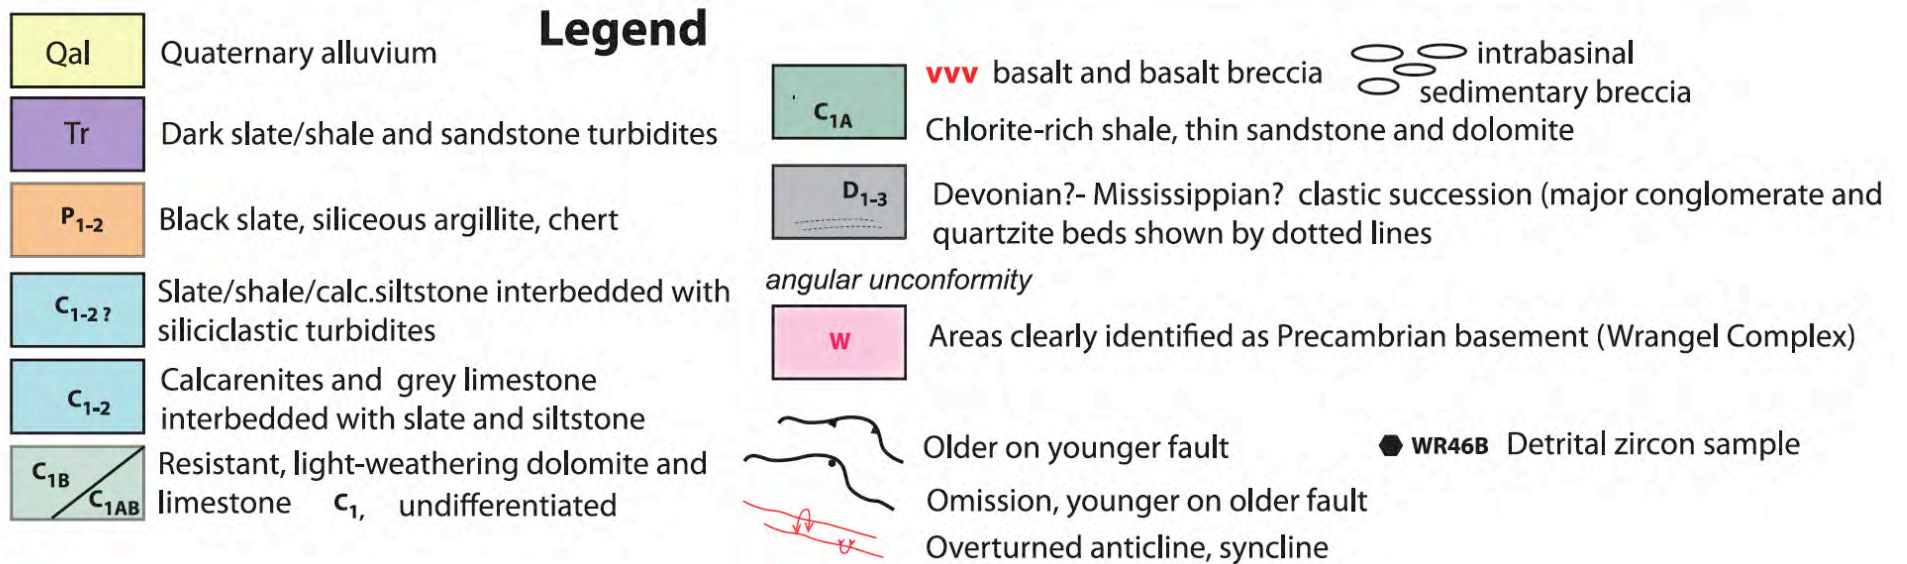 Legend
Qal Quaternary alluvium
Tr Dark slate/shale and sandstone turbidites
P1-2 Black slate, siliceous argillite, chert
C1-2 ? Slate/shale/calc.siltstone interbedded with
siliciclastic turbidites
C1-2 Calcarenites and grey limestone
interbedded with slate and siltstone
C1B
C1AB
Resistant, light-weathering dolomite and
limestone C1, undifferentiated
vvv basalt and basalt breccia
intrabasinal
sedimentary breccia
C1A Chlorite-rich shale, thin sandstone and dolomite
D1-3 Devonian?- Mississippian? clastic succession (major conglomerate and
quartzite beds shown by dotted lines
angular unconformity
W Areas clearly identified as Precambrian basement (Wrangel Complex)
Older on younger fault
WR46B Detrital zircon sample
Omission, younger on older fault
Overturned anticline, syncline